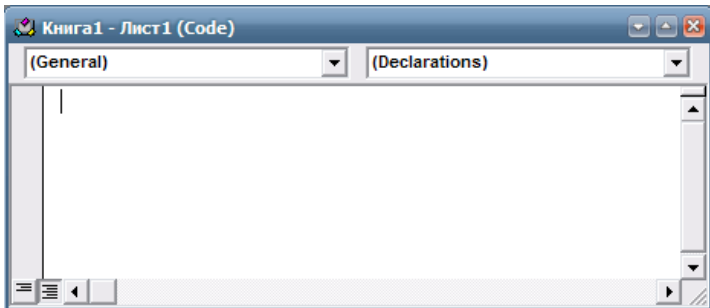 Книга1 - Лист1 (Code)
(General) (Declarations)